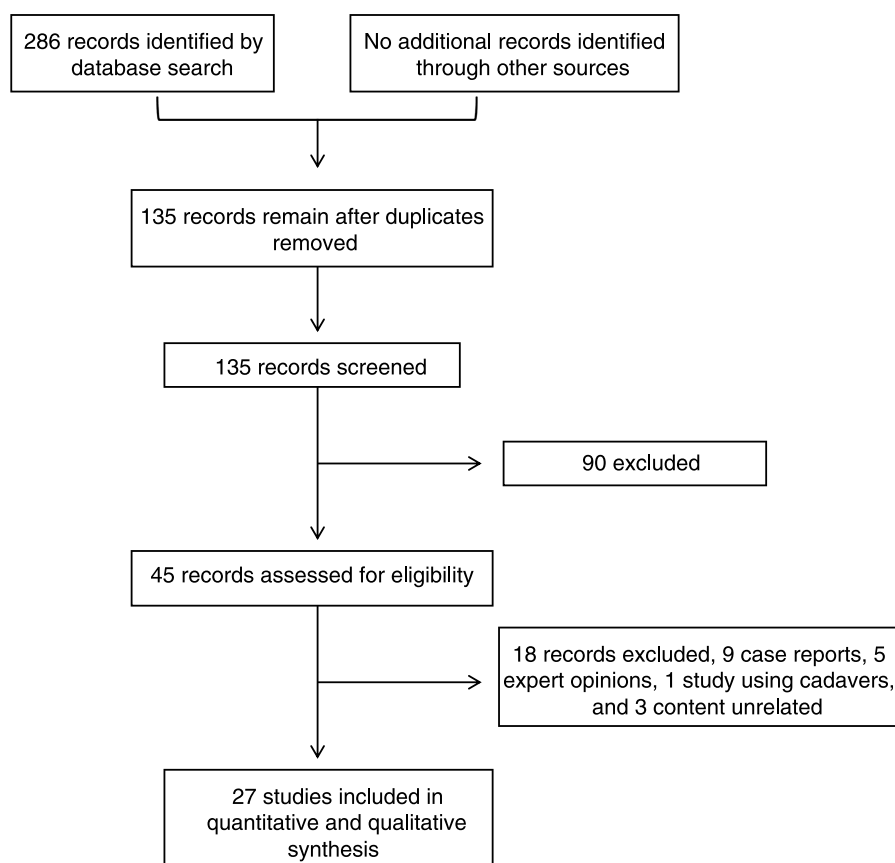 286 records identified by
database search
No additional records identified
through other sources
135 records remain after duplicates
removed
135 records screened
90 excluded
45 records assessed for eligibility
18 records excluded, 9 case reports, 5
expert opinions, 1 study using cadavers,
and 3 content unrelated
27 studies included in
quantitative and qualitative
synthesis